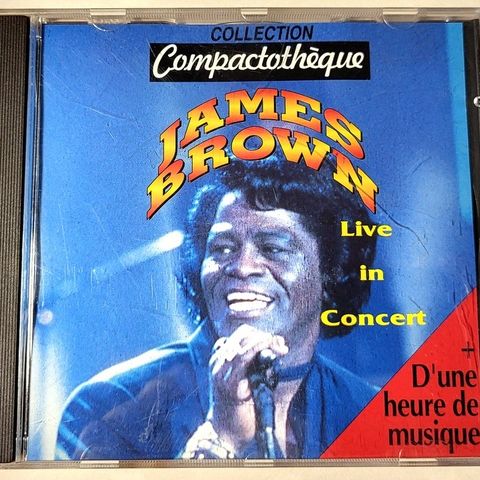 COLLECTION
Compactothèque
JAMES
BROWN
Live
in
Concert
+
D'une
heure de
musique